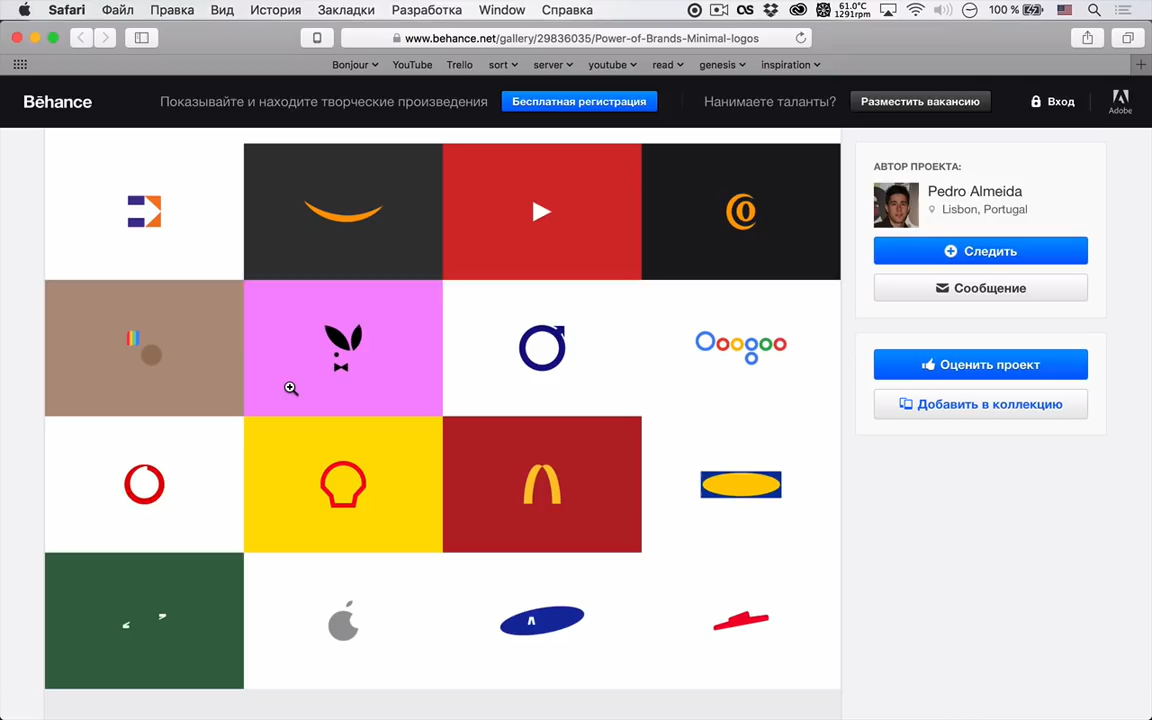 Safari Файл Правка Вид История Закладки Разработка Window Справка 61.0°C 1291rpm 100 %
www.behance.net/gallery/29836035/Power-of-Brands-Minimal-logos
Bonjour YouTube Trello sort server youtube read genesis inspiration
Bēhance Показывайте и находите творческие произведения Бесплатная регистрация Нанимаете таланты? Разместить вакансию Вход Adobe
АВТОР ПРОЕКТА:
Pedro Almeida
Lisbon, Portugal
Следить
Сообщение
Оценить проект
Добавить в коллекцию